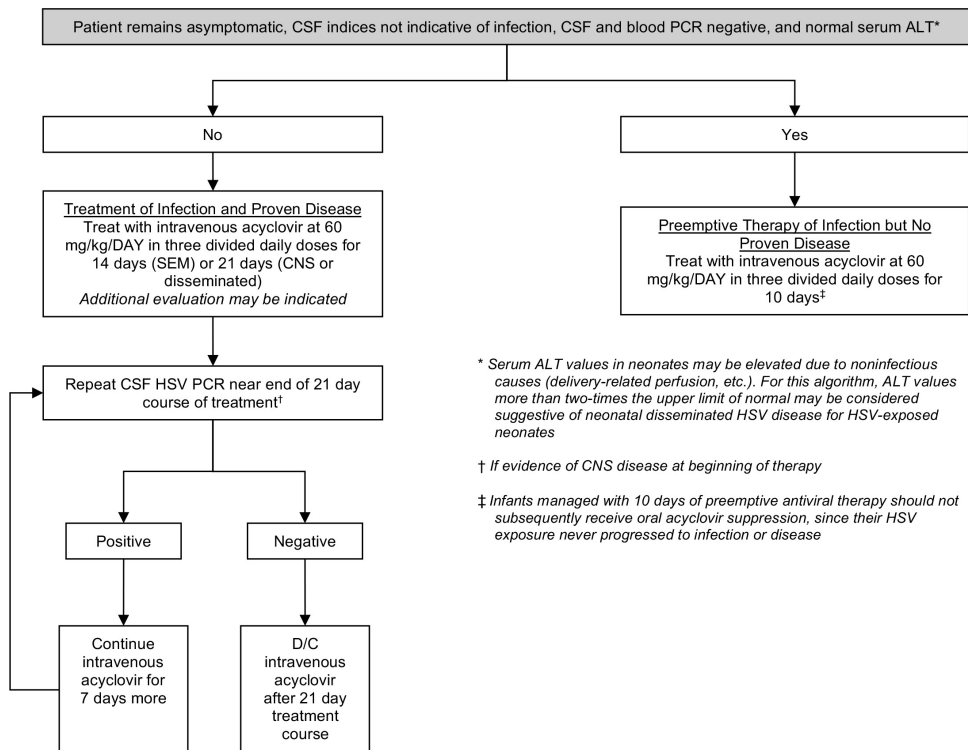 Patient remains asymptomatic, CSF indices not indicative of infection, CSF and blood PCR negative, and normal serum ALT*
No
Yes
Treatment of Infection and Proven Disease
Treat with intravenous acyclovir at 60
mg/kg/DAY in three divided daily doses for
14 days (SEM) or 21 days (CNS or
disseminated)
Additional evaluation may be indicated
Preemptive Therapy of Infection but No
Proven Disease
Treat with intravenous acyclovir at 60
mg/kg/DAY in three divided daily doses for
10 days‡
Repeat CSF HSV PCR near end of 21 day
course of treatment†
Positive
Negative
Continue
intravenous
acyclovir for
7 days more
D/C
intravenous
acyclovir
after 21 day
treatment
course
* Serum ALT values in neonates may be elevated due to noninfectious
causes (delivery-related perfusion, etc.). For this algorithm, ALT values
more than two-times the upper limit of normal may be considered
suggestive of neonatal disseminated HSV disease for HSV-exposed
neonates
† If evidence of CNS disease at beginning of therapy
‡ Infants managed with 10 days of preemptive antiviral therapy should not
subsequently receive oral acyclovir suppression, since their HSV
exposure never progressed to infection or disease